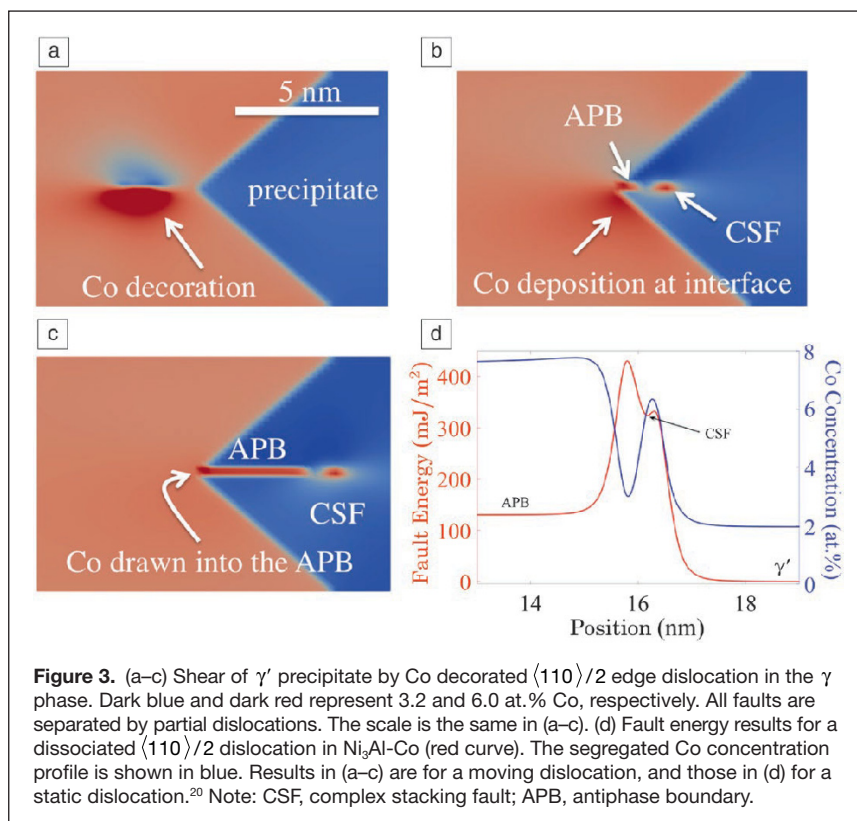 a
b
5 nm
precipitate
Co decoration
APB
CSF
Co deposition at interface
c
d
APB
CSF
Co drawn into the APB
Fault Energy (mJ/m²)
400
300
200
100
0
APB
CSF
γ′
8
6
4
2
0
Co Concentration (at.%)
14
16
18
Position (nm)
Figure 3. (a–c) Shear of γ′ precipitate by Co decorated ⟨110⟩/2 edge dislocation in the γ
phase. Dark blue and dark red represent 3.2 and 6.0 at.% Co, respectively. All faults are
separated by partial dislocations. The scale is the same in (a–c). (d) Fault energy results for a
dissociated ⟨110⟩/2 dislocation in Ni₃Al-Co (red curve). The segregated Co concentration
profile is shown in blue. Results in (a–c) are for a moving dislocation, and those in (d) for a
static dislocation.²⁰ Note: CSF, complex stacking fault; APB, antiphase boundary.